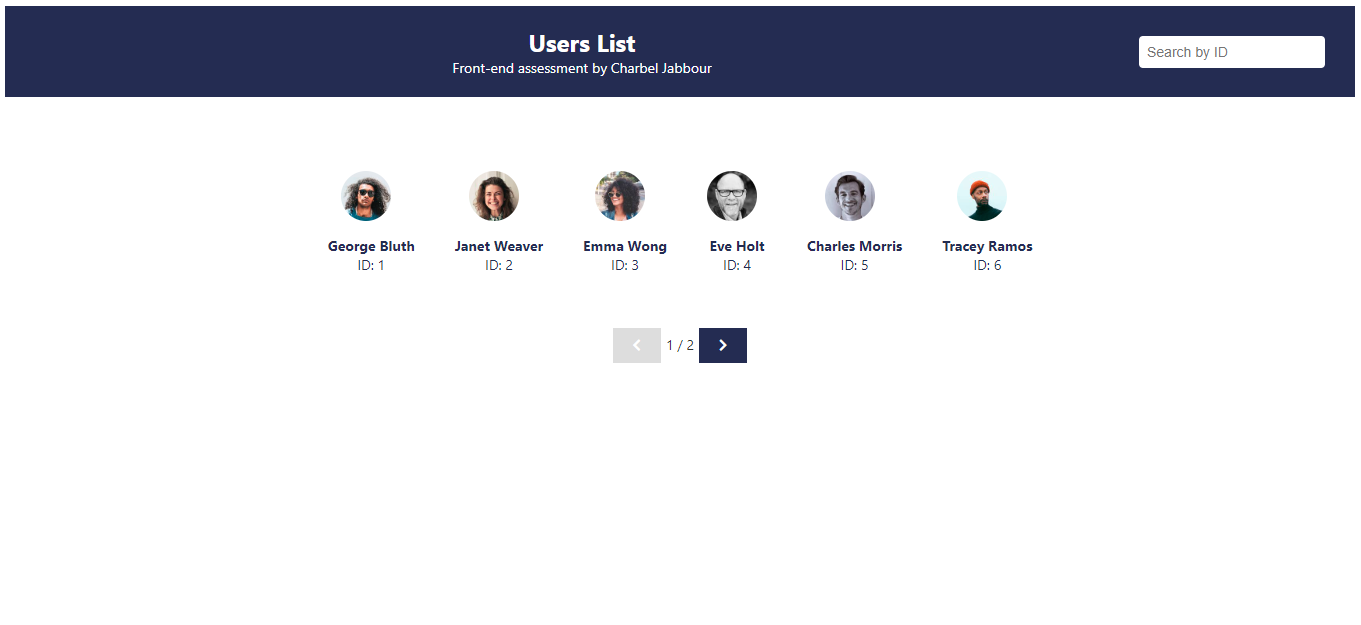 Users List
Front-end assessment by Charbel Jabbour
Search by ID
George Bluth
ID: 1
Janet Weaver
ID: 2
Emma Wong
ID: 3
Eve Holt
ID: 4
Charles Morris
ID: 5
Tracey Ramos
ID: 6
1 / 2